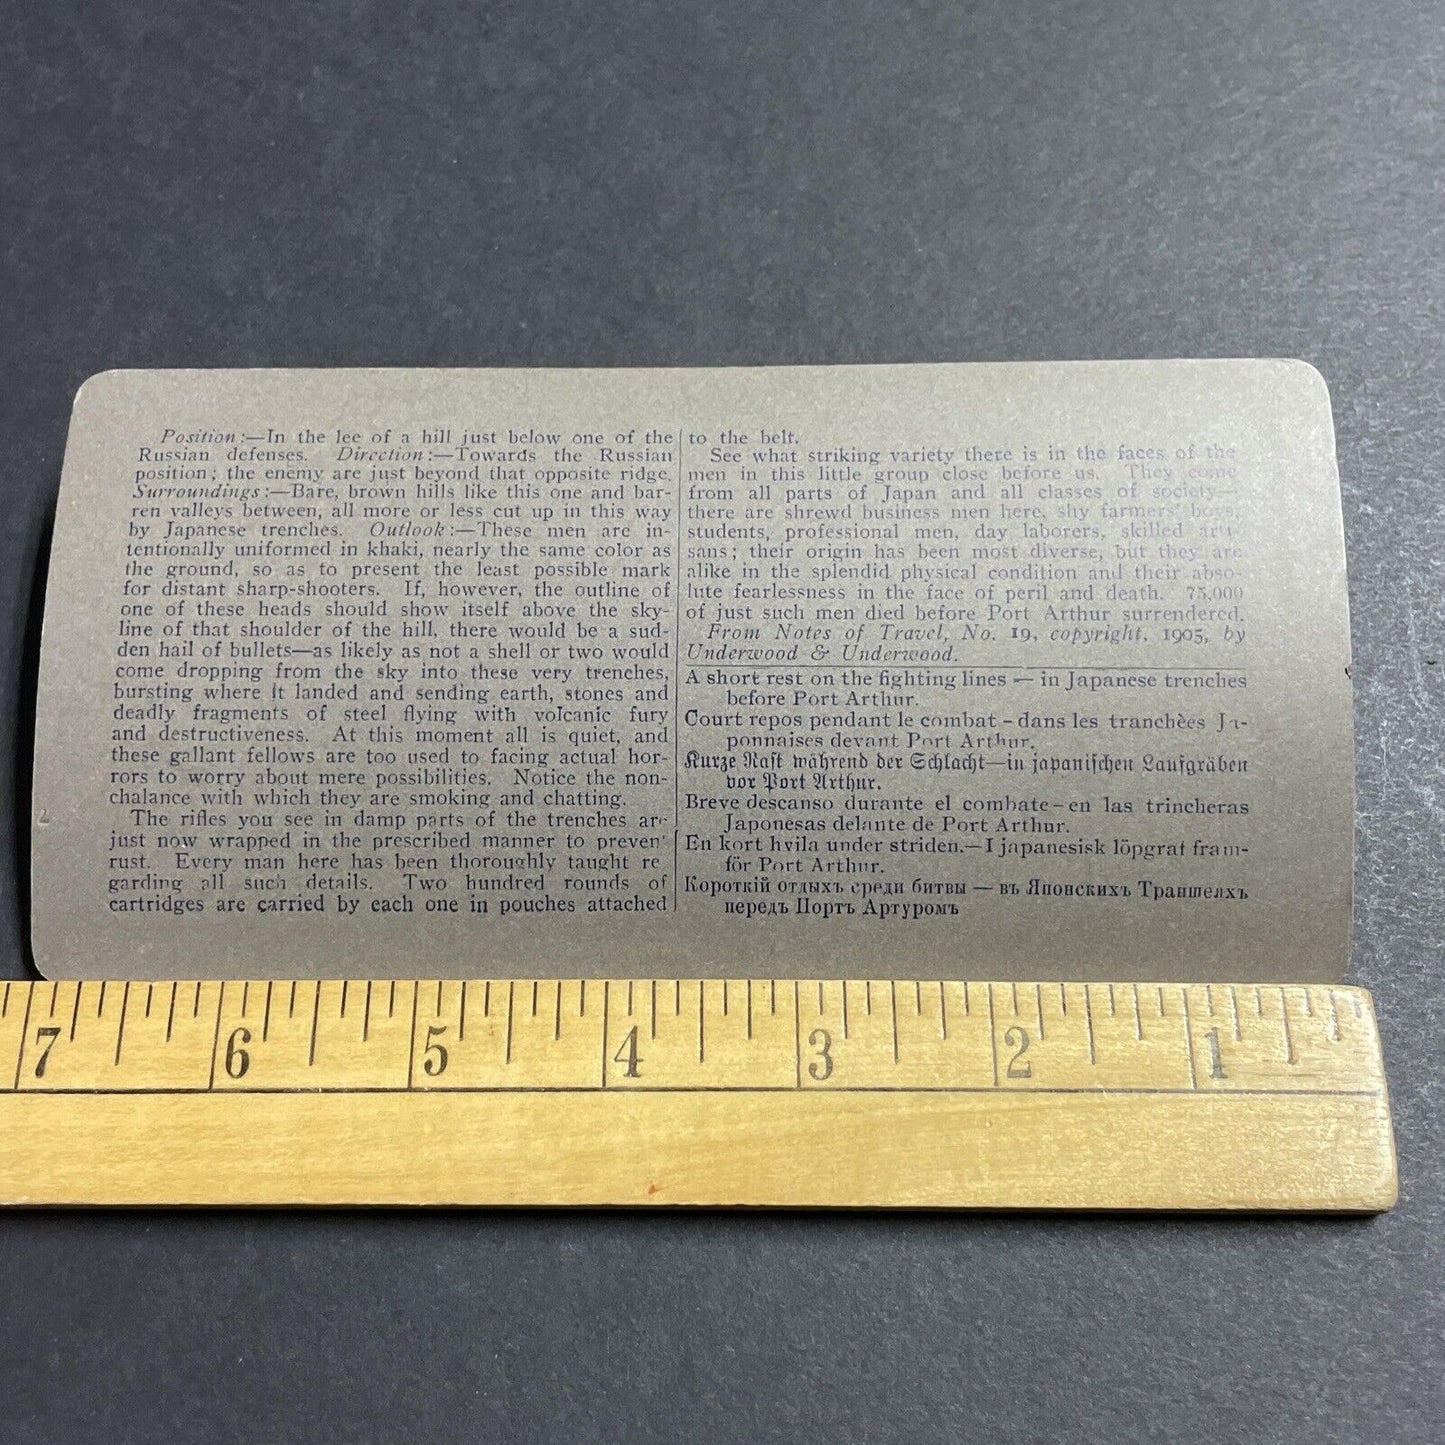 Position:—In the lee of a hill just below one of the
Russian defenses. Direction:—Towards the Russian
position; the enemy are just beyond that opposite ridge.
Surroundings:—Bare, brown hills like this one and bar-
ren valleys between, all more or less cut up in this way
by Japanese trenches. Outlook:—These men are in-
tentionally uniformed in khaki, nearly the same color as
the ground, so as to present the least possible mark
for distant sharp-shooters. If, however, the outline of
one of these heads should show itself above the sky-
line of that shoulder of the hill, there would be a sud-
den hail of bullets—as likely as not a shell or two would
come dropping from the sky into these very trenches,
bursting where it landed and sending earth, stones and
deadly fragments of steel flying with volcanic fury
and destructiveness. At this moment all is quiet, and
these gallant fellows are too used to facing actual hor-
rors to worry about mere possibilities. Notice the non-
chalance with which they are smoking and chatting.
The rifles you see in damp parts of the trenches are
just now wrapped in the prescribed manner to preven'
rust. Every man here has been thoroughly taught re
garding all such details. Two hundred rounds of
cartridges are carried by each one in pouches attached
to the belt.
See what striking variety there is in the faces of the
men in this little group close before us. They come
from all parts of Japan and all classes of society—
there are shrewd business men here, shy farmers' boys,
students, professional men, day laborers, skilled arti
sans; their origin has been most diverse, but they are
alike in the splendid physical condition and their abso-
lute fearlessness in the face of peril and death. 75,000
of just such men died before Port Arthur surrendered.
From Notes of Travel, No. 19, copyright, 1905, by
Underwood & Underwood.
A short rest on the fighting lines — in Japanese trenches
before Port Arthur.
Court repos pendant le combat – dans les tranchèes Ja-
ponnaises devant Port Arthur.
Kurze Rast während der Schlacht—in japanischen Laufgräben
vor Port Arthur.
Breve descanso durante el combate – en las trincheras
Japonesas delante de Port Arthur.
En kort hvila under striden.—I japanesisk löpgraf fram-
för Port Arthur.
Короткій отдыхъ среди битвы — въ Японскихъ Траншеяхъ
передъ Портъ Артуромъ
7 6 5 4 3 2 1